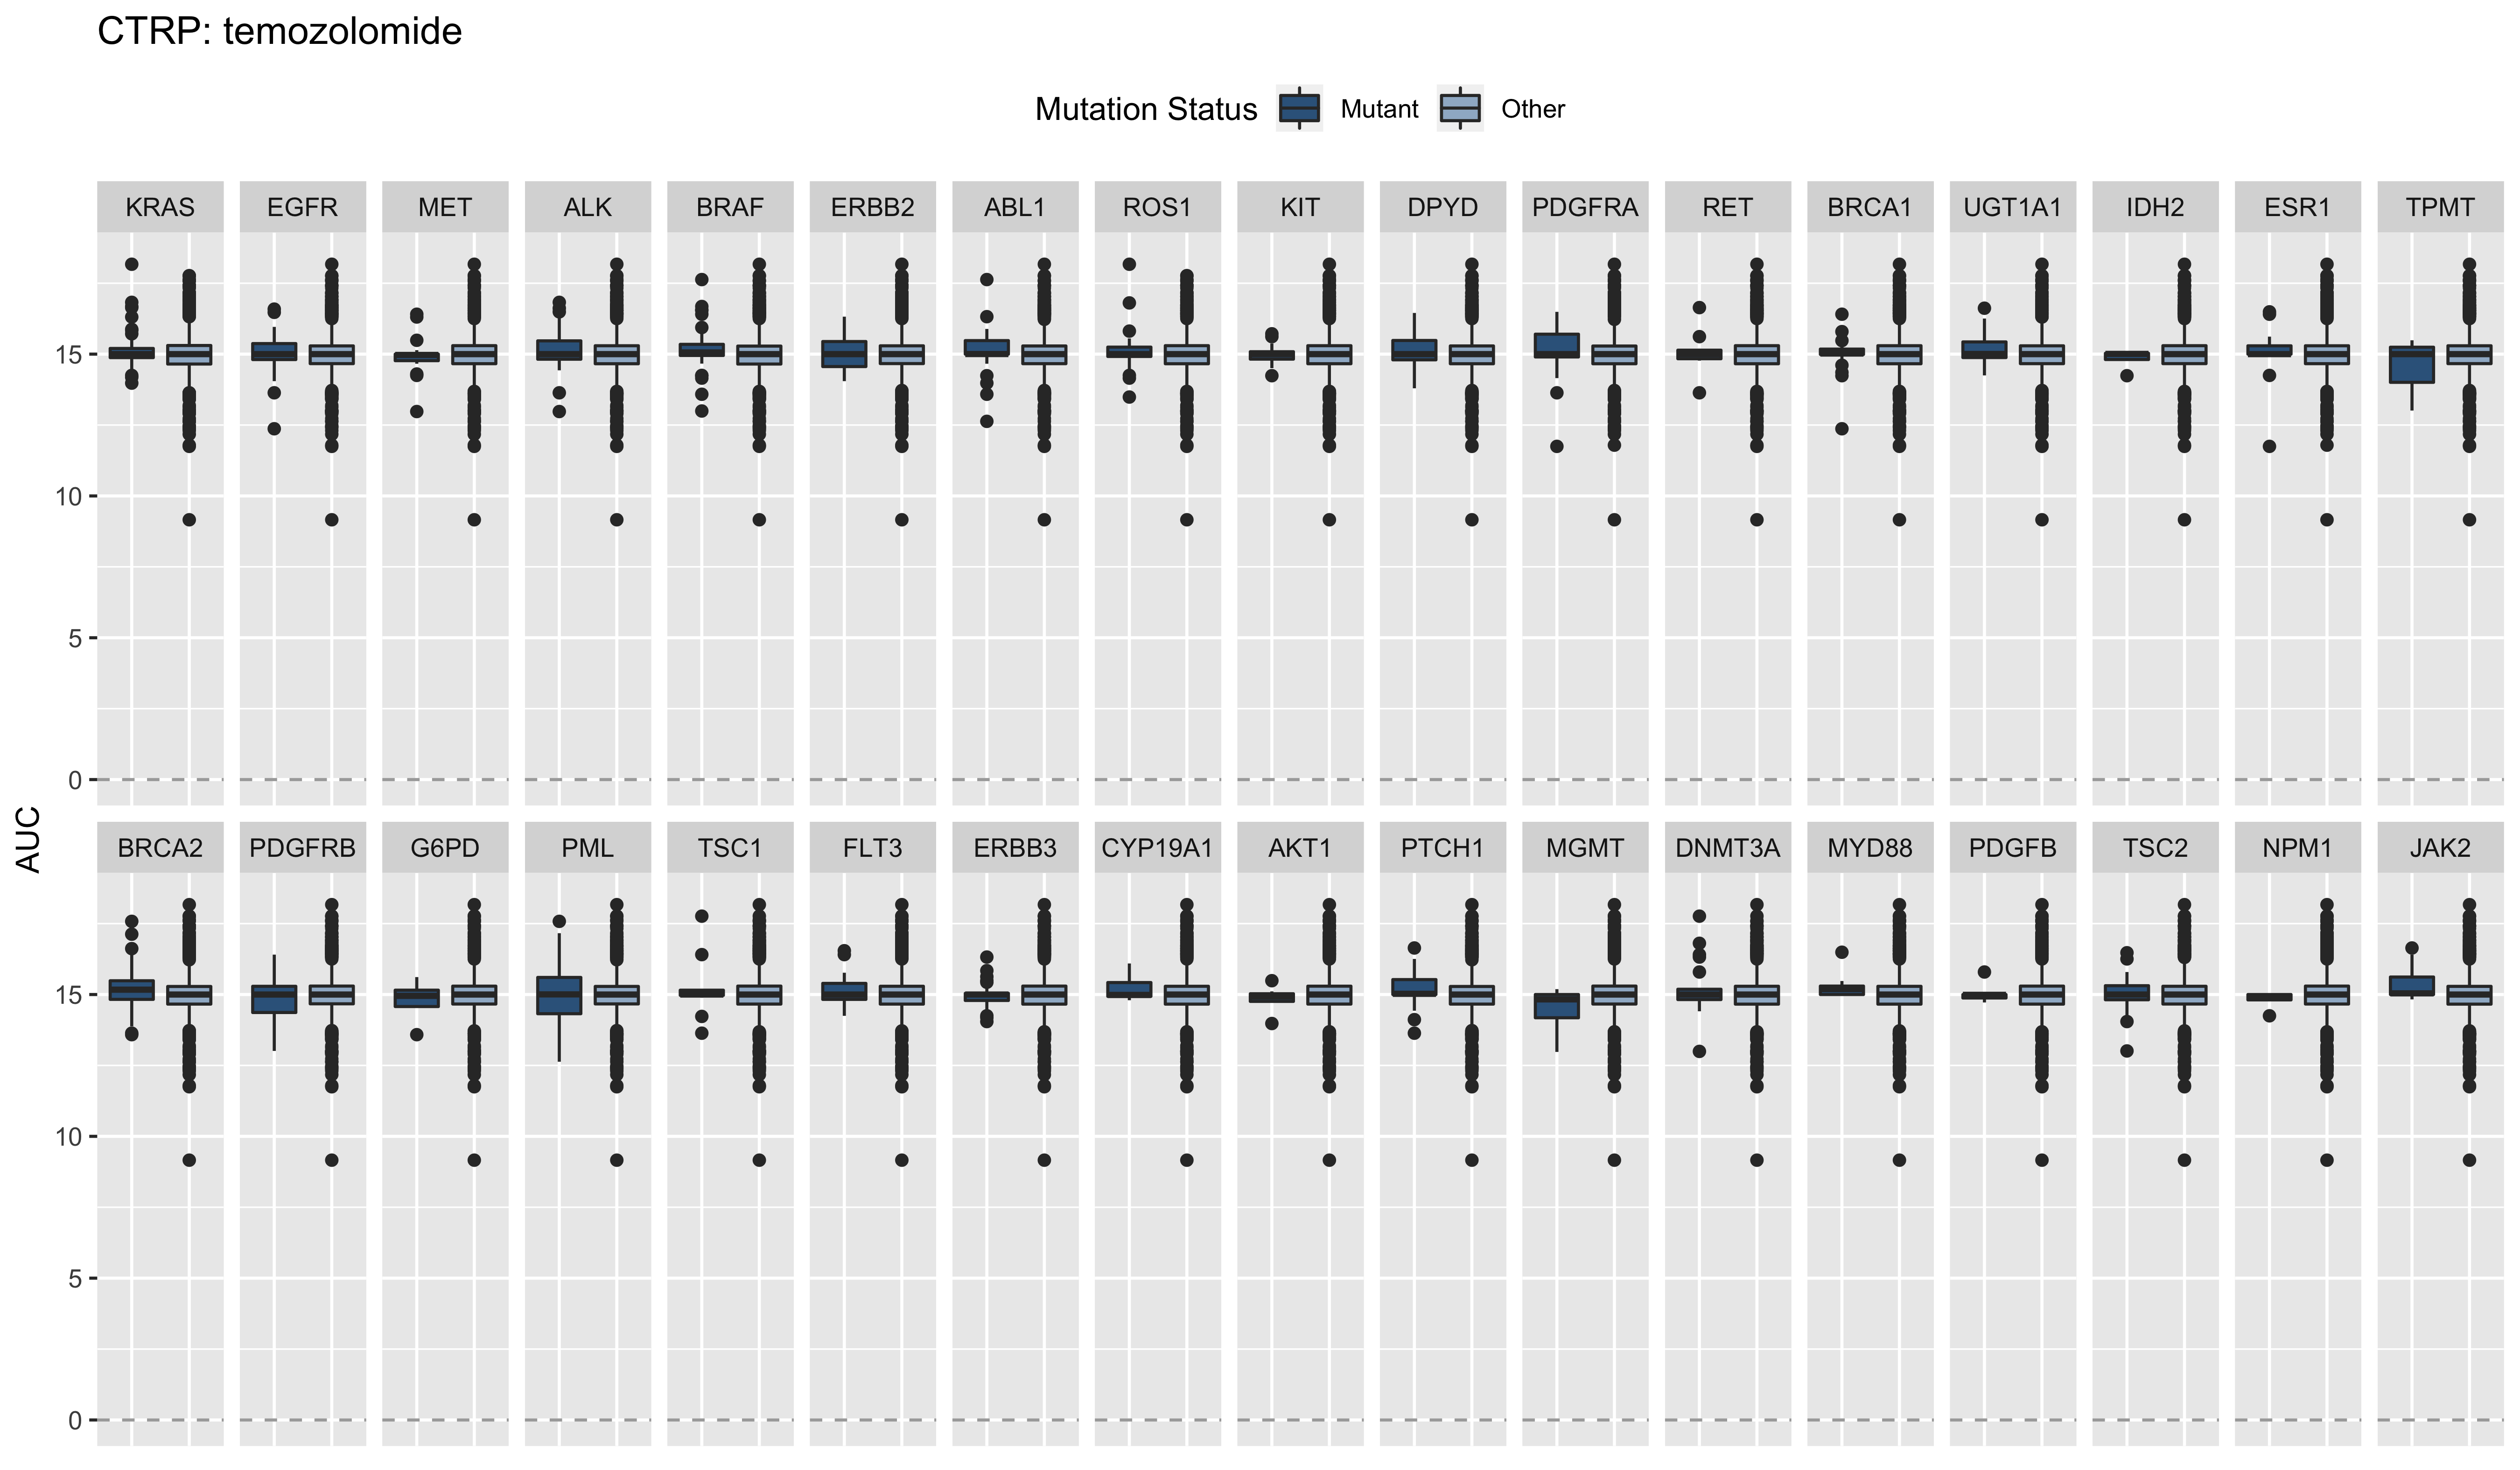 CTRP: temozolomide
Mutation Status Mutant Other
KRAS EGFR MET ALK BRAF ERBB2 ABL1 ROS1 KIT DPYD PDGFRA RET BRCA1 UGT1A1 IDH2 ESR1 TPMT
15
10
5
0
AUC
BRCA2 PDGFRB G6PD PML TSC1 FLT3 ERBB3 CYP19A1 AKT1 PTCH1 MGMT DNMT3A MYD88 PDGFB TSC2 NPM1 JAK2
15
10
5
0